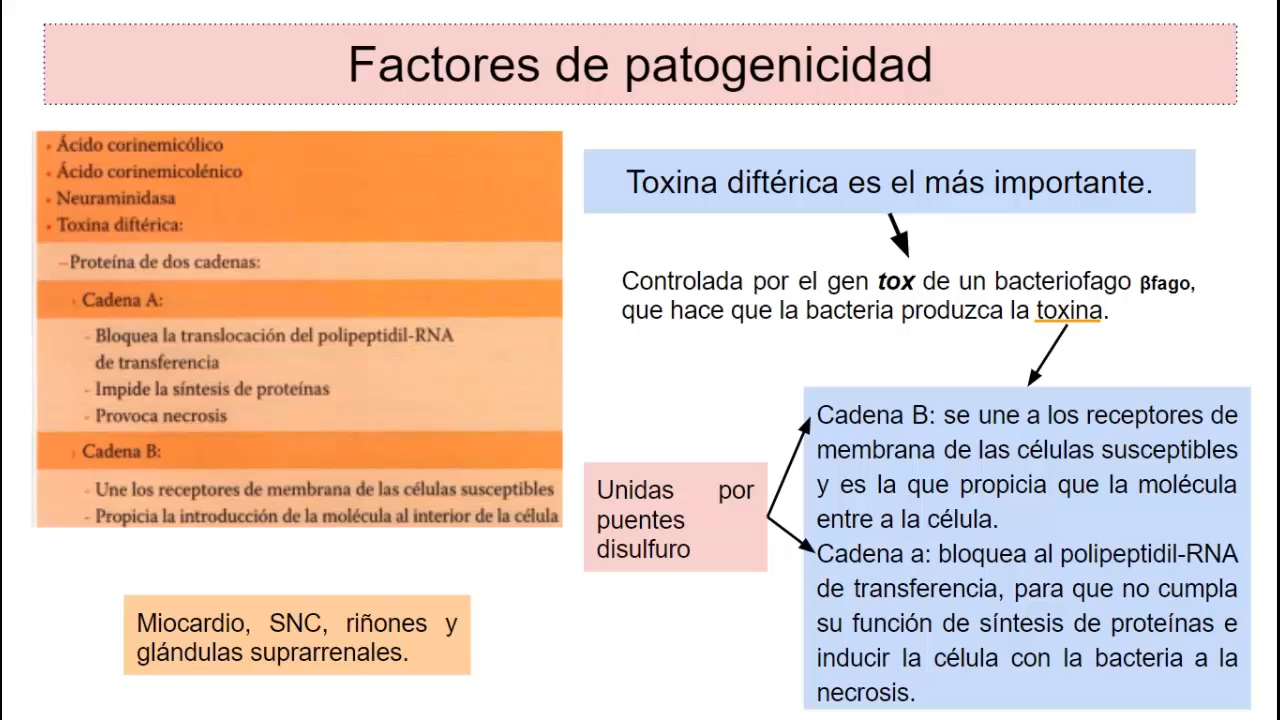 Factores de patogenicidad
• Ácido corinemicólico
• Ácido corinemicolénico
• Neuraminidasa
• Toxina diftérica:
–Proteína de dos cadenas:
› Cadena A:
- Bloquea la translocación del polipeptidil-RNA
de transferencia
- Impide la síntesis de proteínas
- Provoca necrosis
› Cadena B:
- Une los receptores de membrana de las células susceptibles
- Propicia la introducción de la molécula al interior de la célula
Miocardio, SNC, riñones y
glándulas suprarrenales.
Toxina diftérica es el más importante.
Controlada por el gen tox de un bacteriofago βfago,
que hace que la bacteria produzca la toxina.
Unidas por
puentes
disulfuro
Cadena B: se une a los receptores de
membrana de las células susceptibles
y es la que propicia que la molécula
entre a la célula.
Cadena a: bloquea al polipeptidil-RNA
de transferencia, para que no cumpla
su función de síntesis de proteínas e
inducir la célula con la bacteria a la
necrosis.